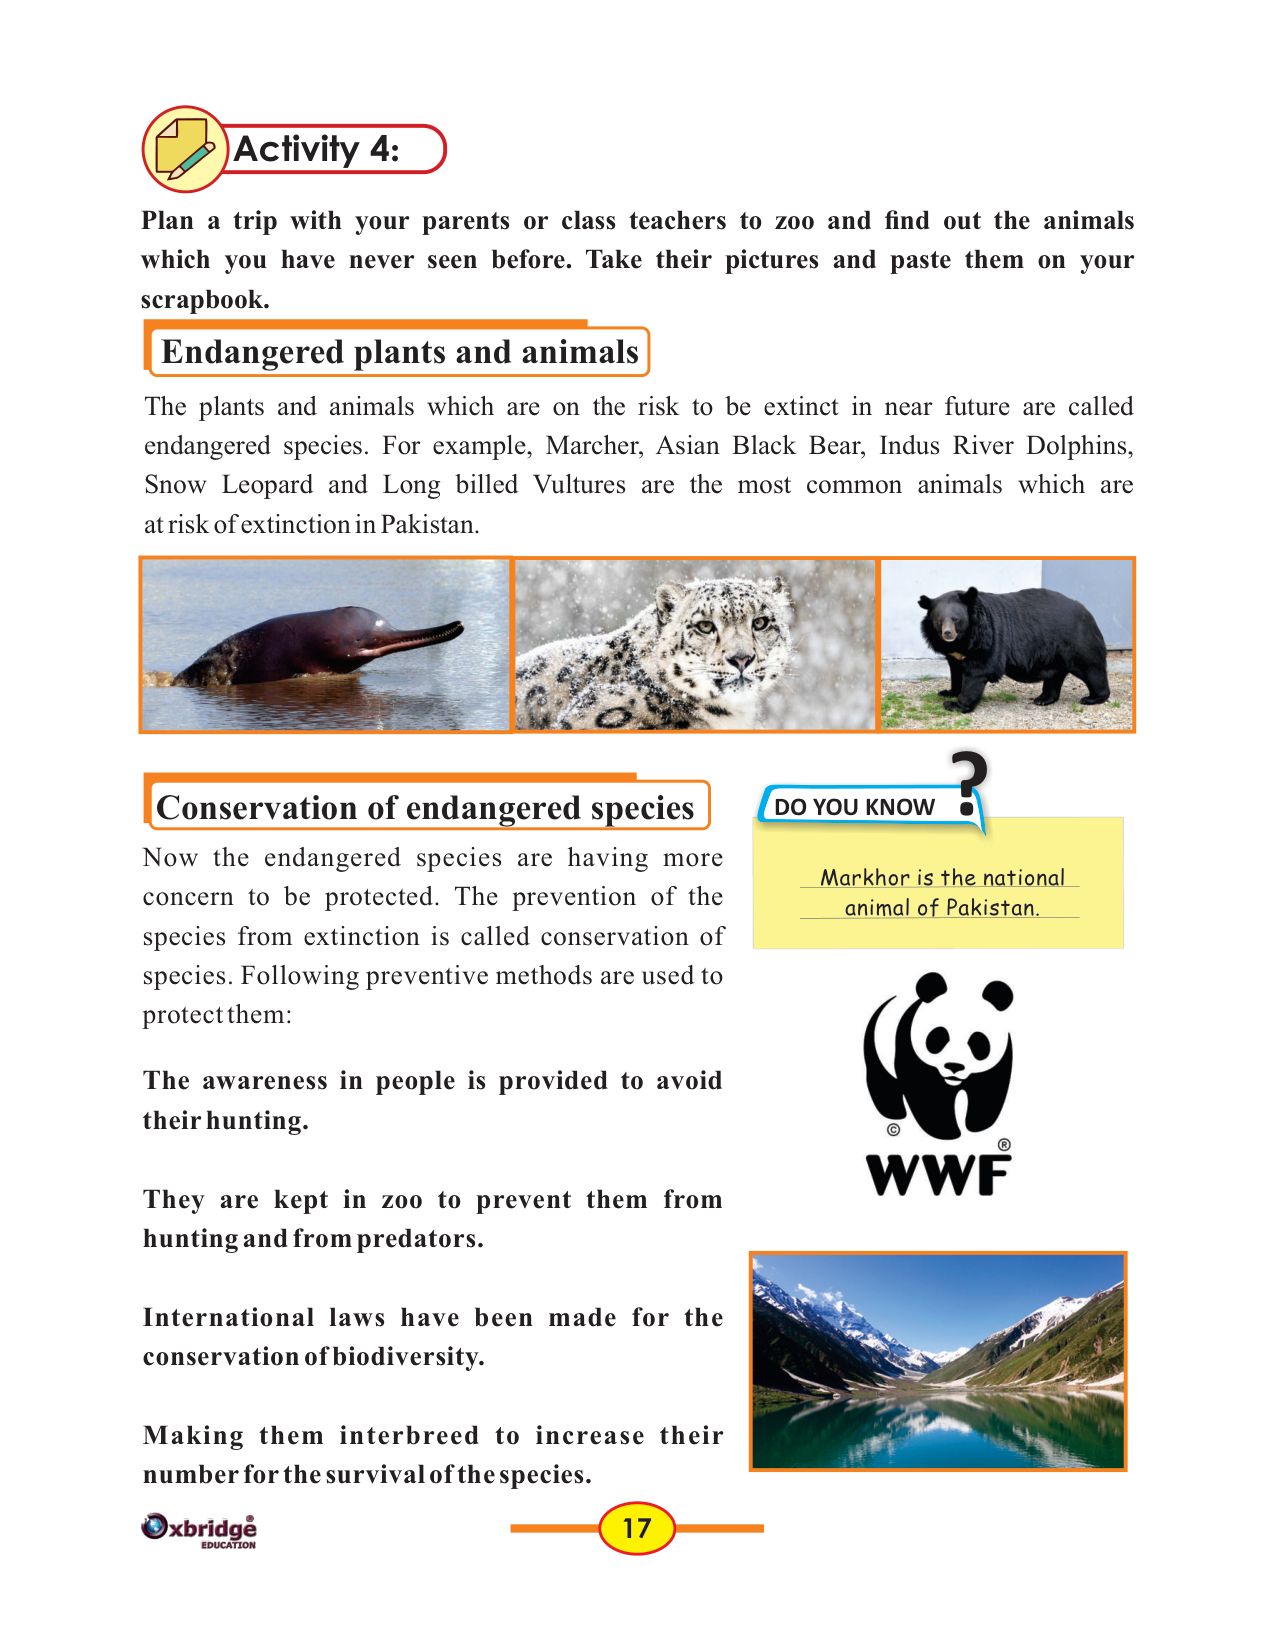 Activity 4:
Plan a trip with your parents or class teachers to zoo and find out the animals
which you have never seen before. Take their pictures and paste them on your
scrapbook.
Endangered plants and animals
The plants and animals which are on the risk to be extinct in near future are called
endangered species. For example, Marcher, Asian Black Bear, Indus River Dolphins,
Snow Leopard and Long billed Vultures are the most common animals which are
at risk of extinction in Pakistan.
Conservation of endangered species
Now the endangered species are having more
concern to be protected. The prevention of the
species from extinction is called conservation of
species. Following preventive methods are used to
protect them:
The awareness in people is provided to avoid
their hunting.
They are kept in zoo to prevent them from
hunting and from predators.
International laws have been made for the
conservation of biodiversity.
Making them interbreed to increase their
number for the survival of the species.
DO YOU KNOW ?
Markhor is the national
animal of Pakistan.
© ®
WWF
Oxbridge®
EDUCATION
17